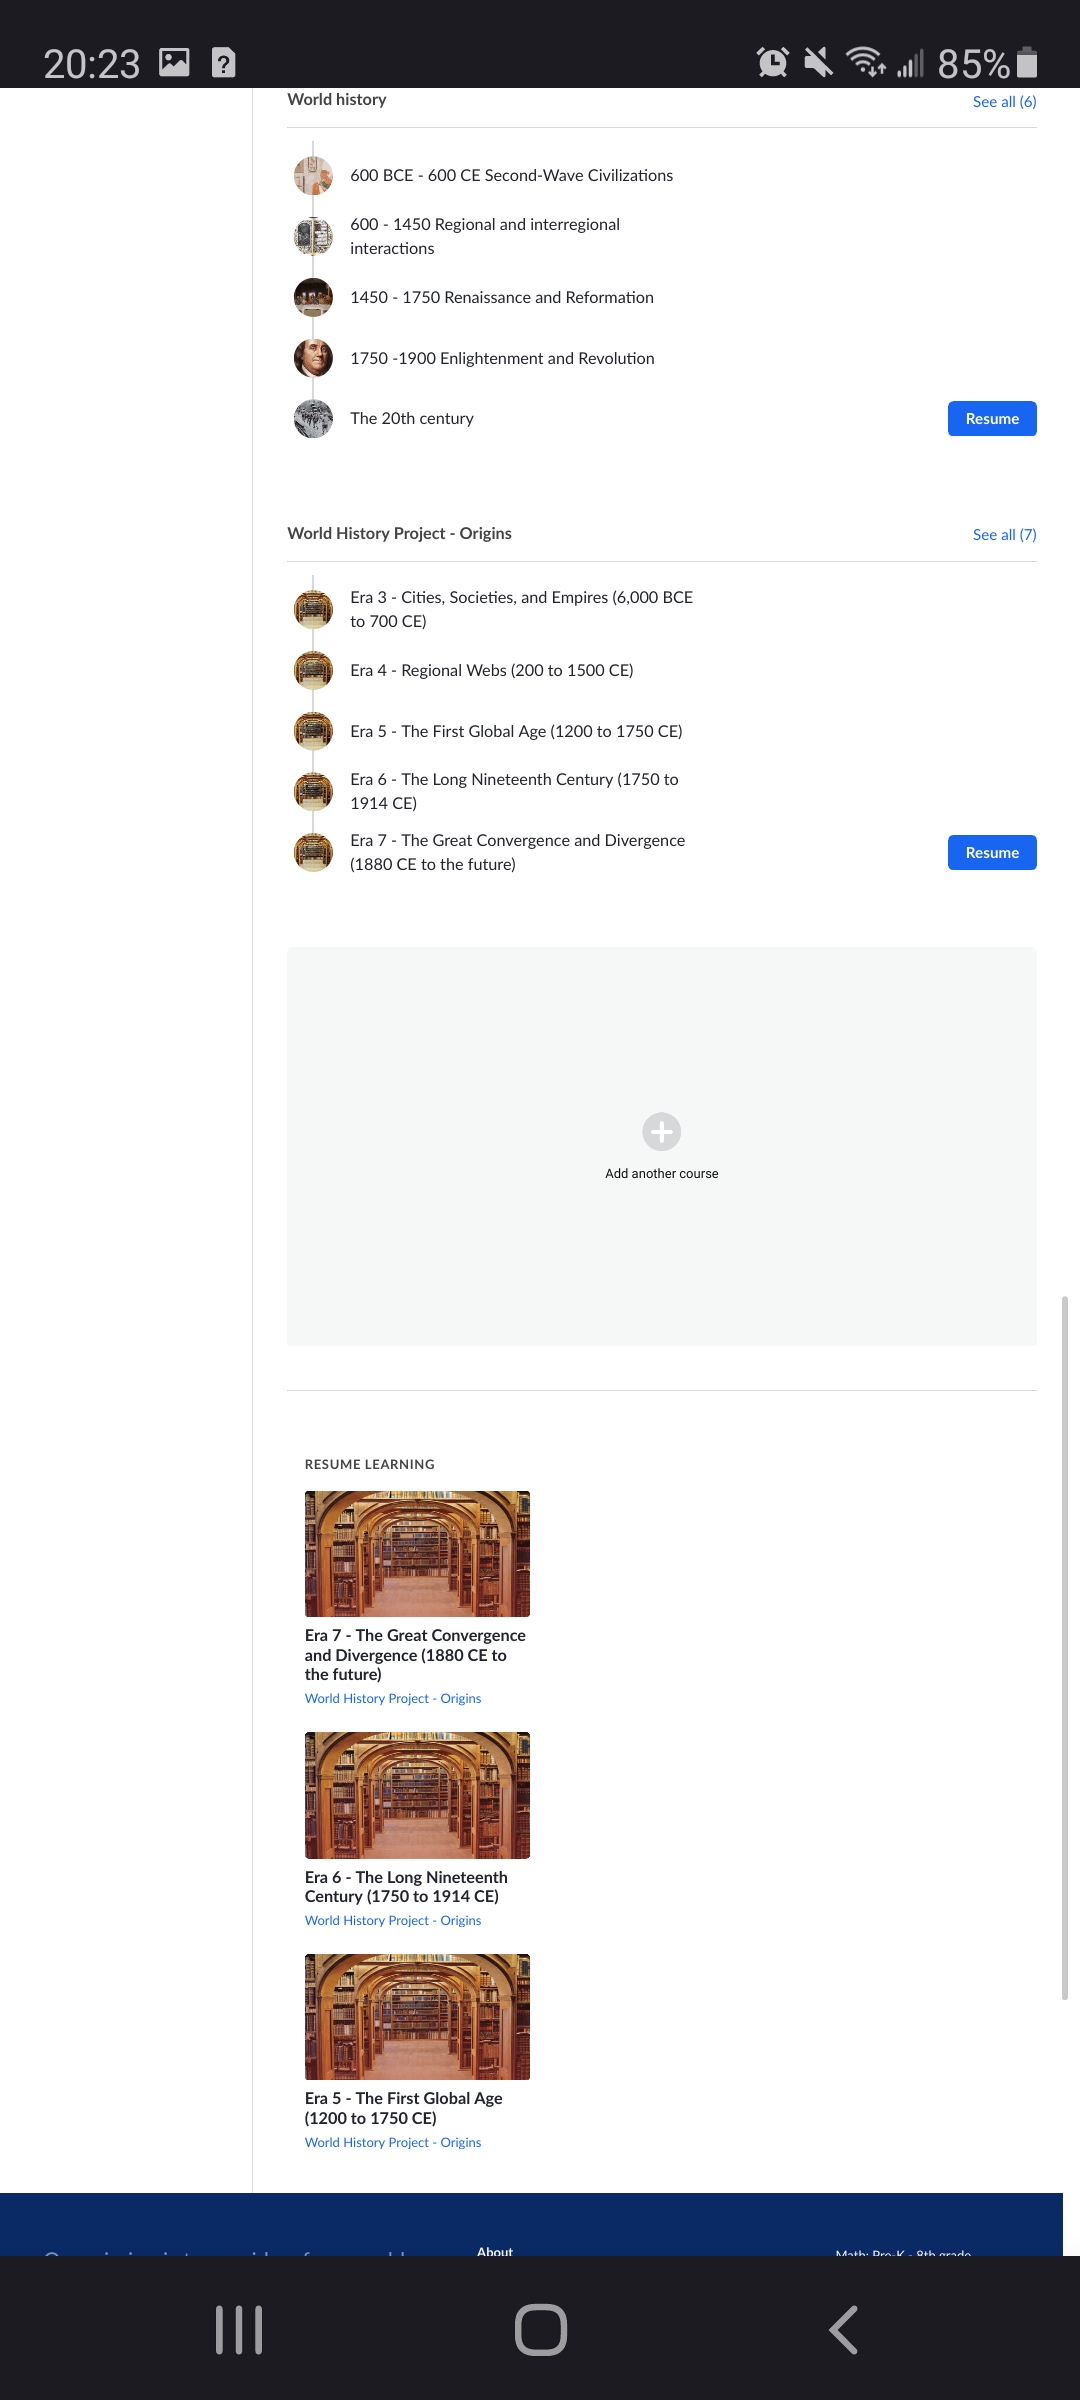 20:23
85%
World history
See all (6)
600 BCE - 600 CE Second-Wave Civilizations
600 - 1450 Regional and interregional
interactions
1450 - 1750 Renaissance and Reformation
1750 -1900 Enlightenment and Revolution
The 20th century
Resume
World History Project - Origins
See all (7)
Era 3 - Cities, Societies, and Empires (6,000 BCE
to 700 CE)
Era 4 - Regional Webs (200 to 1500 CE)
Era 5 - The First Global Age (1200 to 1750 CE)
Era 6 - The Long Nineteenth Century (1750 to
1914 CE)
Era 7 - The Great Convergence and Divergence
(1880 CE to the future)
Resume
Add another course
RESUME LEARNING
Era 7 - The Great Convergence
and Divergence (1880 CE to
the future)
World History Project - Origins
Era 6 - The Long Nineteenth
Century (1750 to 1914 CE)
World History Project - Origins
Era 5 - The First Global Age
(1200 to 1750 CE)
World History Project - Origins
About
Math: Pre-K - 8th grade